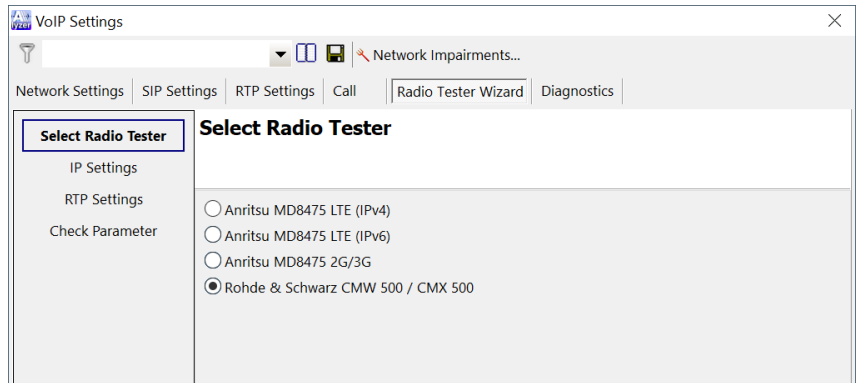 VoIP Settings
Network Impairments...
Network Settings SIP Settings RTP Settings Call Radio Tester Wizard Diagnostics
Select Radio Tester
IP Settings
RTP Settings
Check Parameter
Select Radio Tester
Anritsu MD8475 LTE (IPv4)
Anritsu MD8475 LTE (IPv6)
Anritsu MD8475 2G/3G
Rohde & Schwarz CMW 500 / CMX 500